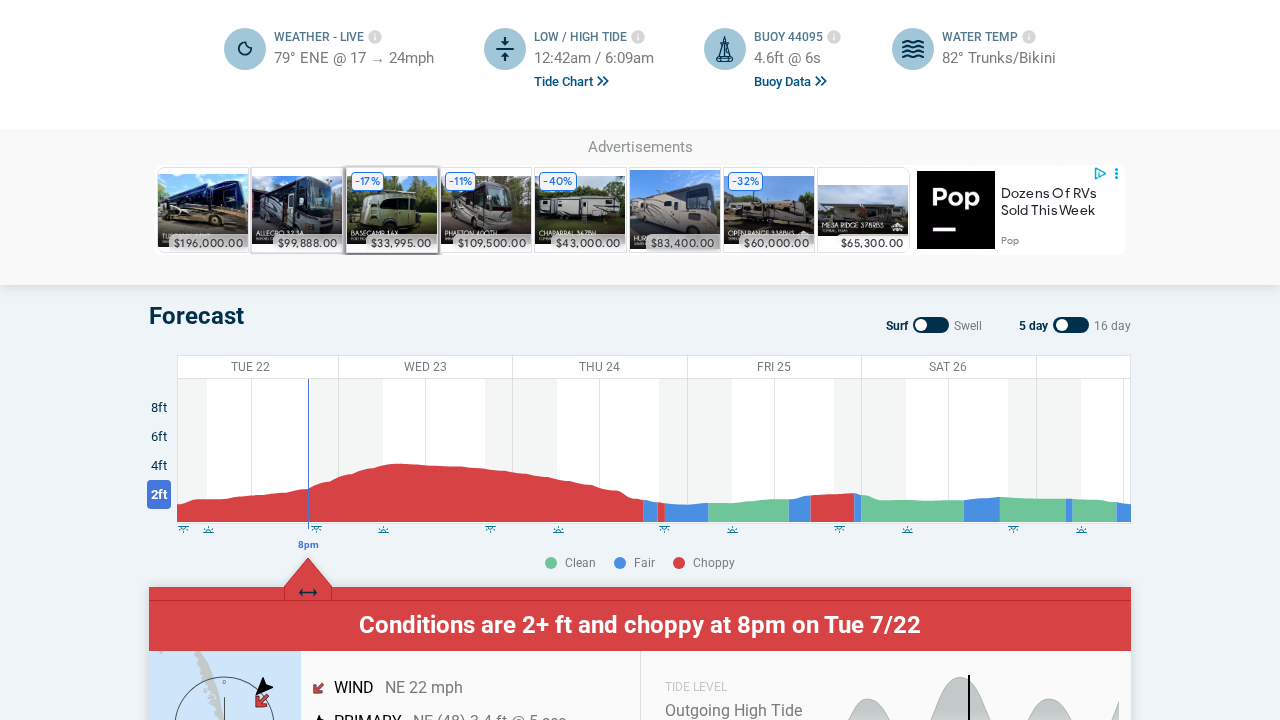 WEATHER - LIVE
79° ENE @ 17 → 24mph
LOW / HIGH TIDE
12:42am / 6:09am
Tide Chart
BUOY 44095
4.6ft @ 6s
Buoy Data
WATER TEMP
82° Trunks/Bikini
Advertisements
$196,000.00
ALLEGRO 32 SA
$99,888.00
-17%
BASECAMP 16X
$33,995.00
-11%
PHAETON 40QTH
$109,500.00
-40%
CHAPARRAL 367BH
$43,000.00
$83,400.00
-32%
OPEN RANGE 338BHS
$60,000.00
MESA RIDGE 378RBS
$65,300.00
Pop
Dozens Of RVs
Sold This Week
Pop
Forecast
Surf Swell
5 day 16 day
TUE 22 WED 23 THU 24 FRI 25 SAT 26
8ft
6ft
4ft
2ft
8pm
Clean Fair Choppy
Conditions are 2+ ft and choppy at 8pm on Tue 7/22
WIND NE 22 mph
PRIMARY NE (48) 3.4 ft @ 5 sec
TIDE LEVEL
Outgoing High Tide